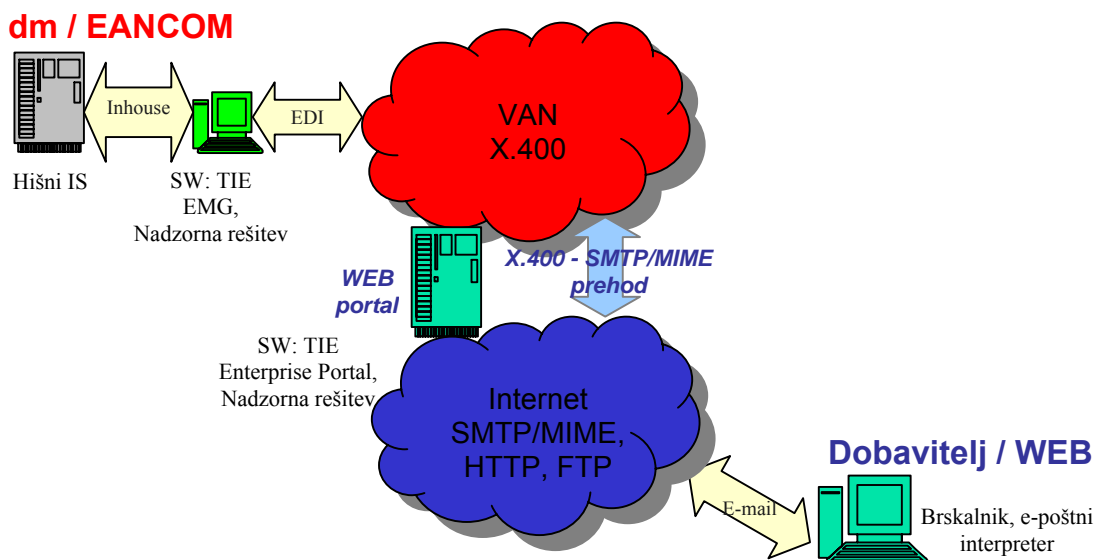 dm / EANCOM
Inhouse
EDI
VAN
X.400
Hišni IS
SW: TIE
EMG,
Nadzorna rešitev
WEB
portal
X.400 - SMTP/MIME
prehod
SW: TIE
Enterprise Portal,
Nadzorna rešitev
Internet
SMTP/MIME,
HTTP, FTP
Dobavitelj / WEB
E-mail
Brskalnik, e-poštni
interpreter